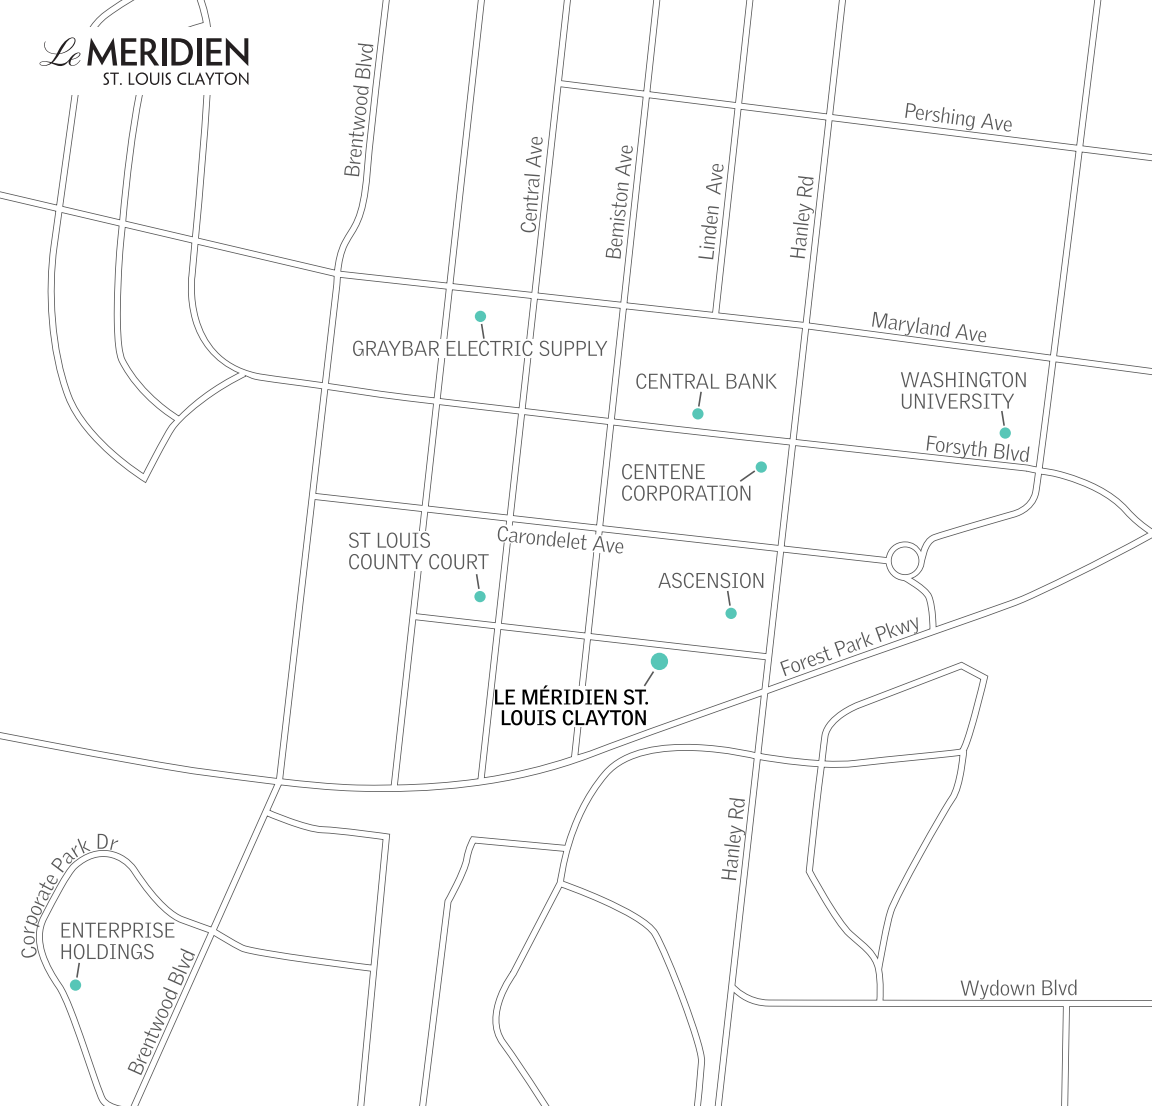 Le MERIDIEN
ST. LOUIS CLAYTON
Brentwood Blvd
Central Ave
Bemiston Ave
Linden Ave
Hanley Rd
Pershing Ave
Maryland Ave
GRAYBAR ELECTRIC SUPPLY
CENTRAL BANK
WASHINGTON
UNIVERSITY
Forsyth Blvd
CENTENE
CORPORATION
Carondelet Ave
ST LOUIS
COUNTY COURT
ASCENSION
Forest Park Pkwy
LE MÉRIDIEN ST.
LOUIS CLAYTON
Hanley Rd
Corporate Park Dr
ENTERPRISE
HOLDINGS
Brentwood Blvd
Wydown Blvd